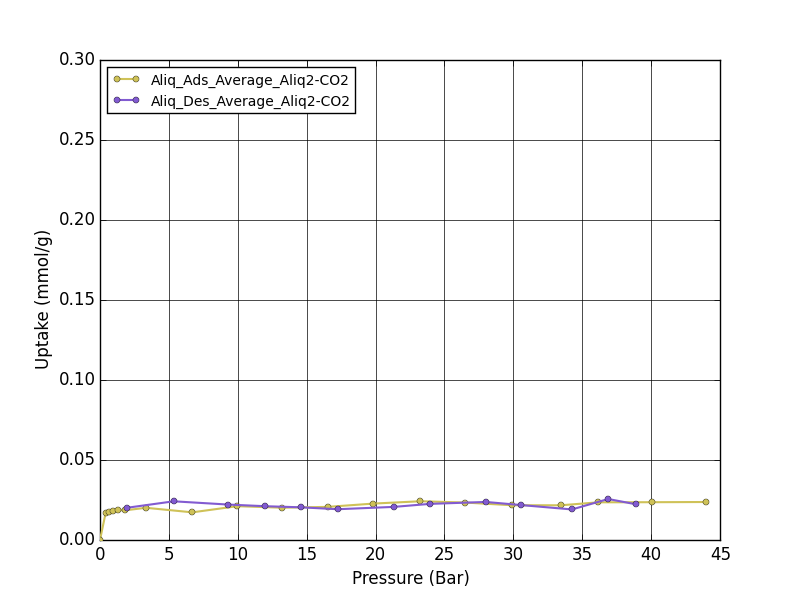 0.30
0.25
0.20
0.15
0.10
0.05
0.00
Uptake (mmol/g)
Aliq_Ads_Average_Aliq2-CO2
Aliq_Des_Average_Aliq2-CO2
0 5 10 15 20 25 30 35 40 45
Pressure (Bar)